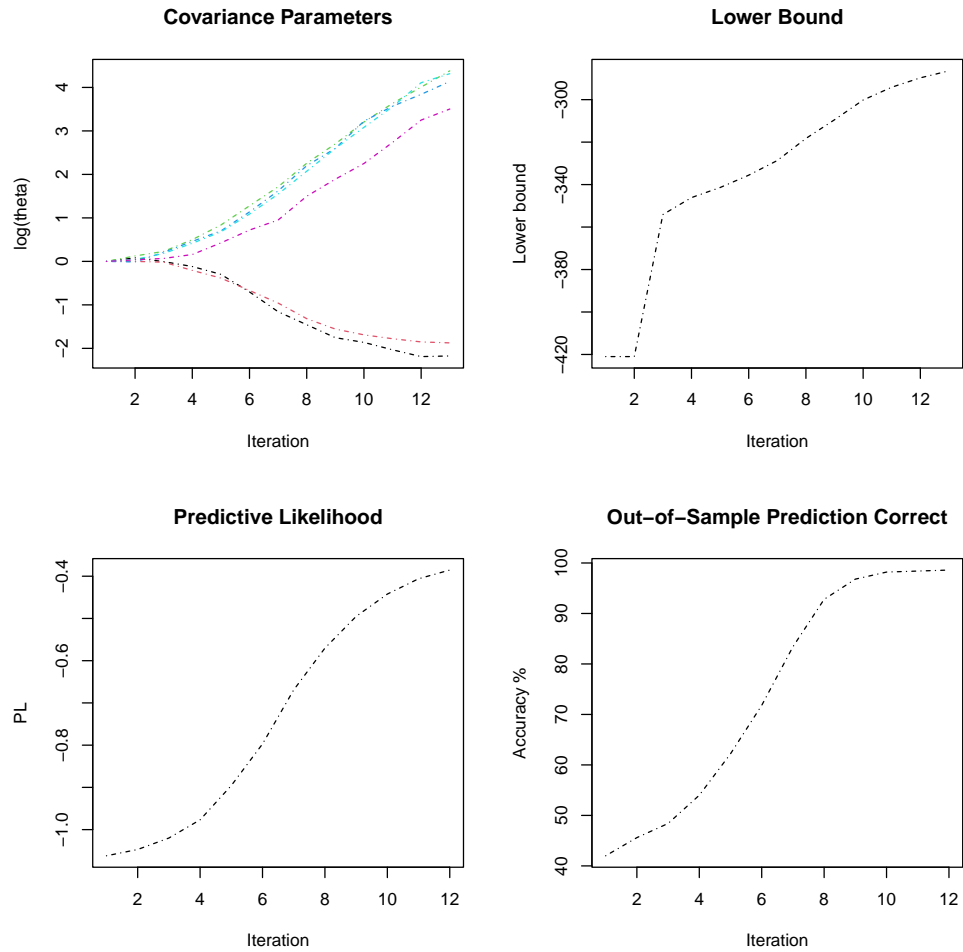 Covariance Parameters
log(theta)
4
3
2
1
0
−1
−2
2 4 6 8 10 12
Iteration
Lower Bound
Lower bound
−300
−340
−380
−420
2 4 6 8 10 12
Iteration
Predictive Likelihood
PL
−0.4
−0.6
−0.8
−1.0
2 4 6 8 10 12
Iteration
Out−of−Sample Prediction Correct
Accuracy %
100
90
80
70
60
50
40
2 4 6 8 10 12
Iteration